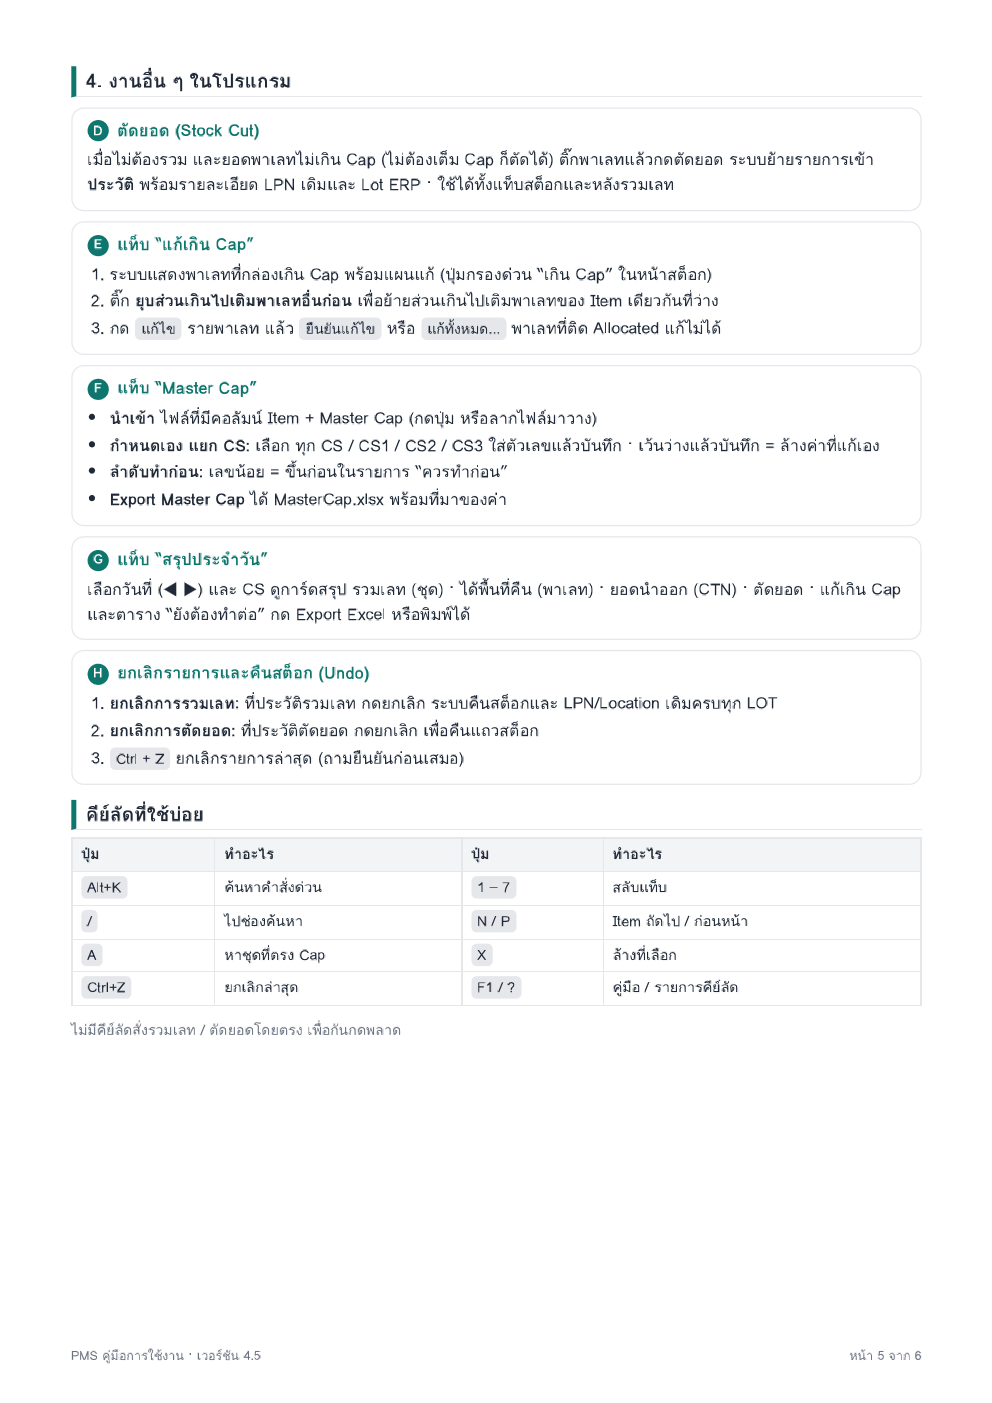 4. งานอื่น ๆ ในโปรแกรม
D ตัดยอด (Stock Cut)
เมื่อไม่ต้องรวม และยอดพาเลทไม่เกิน Cap (ไม่ต้องเต็ม Cap ก็ตัดได้) ติ๊กพาเลทแล้วกดตัดยอด ระบบย้ายรายการเข้า
ประวัติ พร้อมรายละเอียด LPN เดิมและ Lot ERP · ใช้ได้ทั้งแท็บสต็อกและหลังรวมเลท
E แท็บ “แก้เกิน Cap”
1. ระบบแสดงพาเลทที่กล่องเกิน Cap พร้อมแผนแก้ (ปุ่มกรองด่วน “เกิน Cap” ในหน้าสต็อก)
2. ติ๊ก ยุบส่วนเกินไปเติมพาเลทอื่นก่อน เพื่อย้ายส่วนเกินไปเติมพาเลทของ Item เดียวกันที่ว่าง
3. กด แก้ไข รายพาเลท แล้ว ยืนยันแก้ไข หรือ แก้ทั้งหมด... พาเลทที่ติด Allocated แก้ไม่ได้
F แท็บ “Master Cap”
• นำเข้า ไฟล์ที่มีคอลัมน์ Item + Master Cap (กดปุ่ม หรือลากไฟล์มาวาง)
• กำหนดเอง แยก CS: เลือก ทุก CS / CS1 / CS2 / CS3 ใส่ตัวเลขแล้วบันทึก · เว้นว่างแล้วบันทึก = ล้างค่าที่แก้เอง
• ลำดับทำก่อน: เลขน้อย = ขึ้นก่อนในรายการ “ควรทำก่อน”
• Export Master Cap ได้ MasterCap.xlsx พร้อมที่มาของค่า
G แท็บ “สรุปประจำวัน”
เลือกวันที่ (◀ ▶) และ CS ดูการ์ดสรุป รวมเลท (ชุด) · ได้พื้นที่คืน (พาเลท) · ยอดนำออก (CTN) · ตัดยอด · แก้เกิน Cap
และตาราง “ยังต้องทำต่อ” กด Export Excel หรือพิมพ์ได้
H ยกเลิกรายการและคืนสต็อก (Undo)
1. ยกเลิกการรวมเลท: ที่ประวัติรวมเลท กดยกเลิก ระบบคืนสต็อกและ LPN/Location เดิมครบทุก LOT
2. ยกเลิกการตัดยอด: ที่ประวัติตัดยอด กดยกเลิก เพื่อคืนแถวสต็อก
3. Ctrl + Z ยกเลิกรายการล่าสุด (ถามยืนยันก่อนเสมอ)
คีย์ลัดที่ใช้บ่อย
ปุ่ม ทำอะไร ปุ่ม ทำอะไร
Alt+K ค้นหาคำสั่งด่วน 1 – 7 สลับแท็บ
/ ไปช่องค้นหา N / P Item ถัดไป / ก่อนหน้า
A หาชุดที่ตรง Cap X ล้างที่เลือก
Ctrl+Z ยกเลิกล่าสุด F1 / ? คู่มือ / รายการคีย์ลัด
ไม่มีคีย์ลัดสั่งรวมเลท / ตัดยอดโดยตรง เพื่อกันกดพลาด
PMS คู่มือการใช้งาน · เวอร์ชัน 4.5 หน้า 5 จาก 6